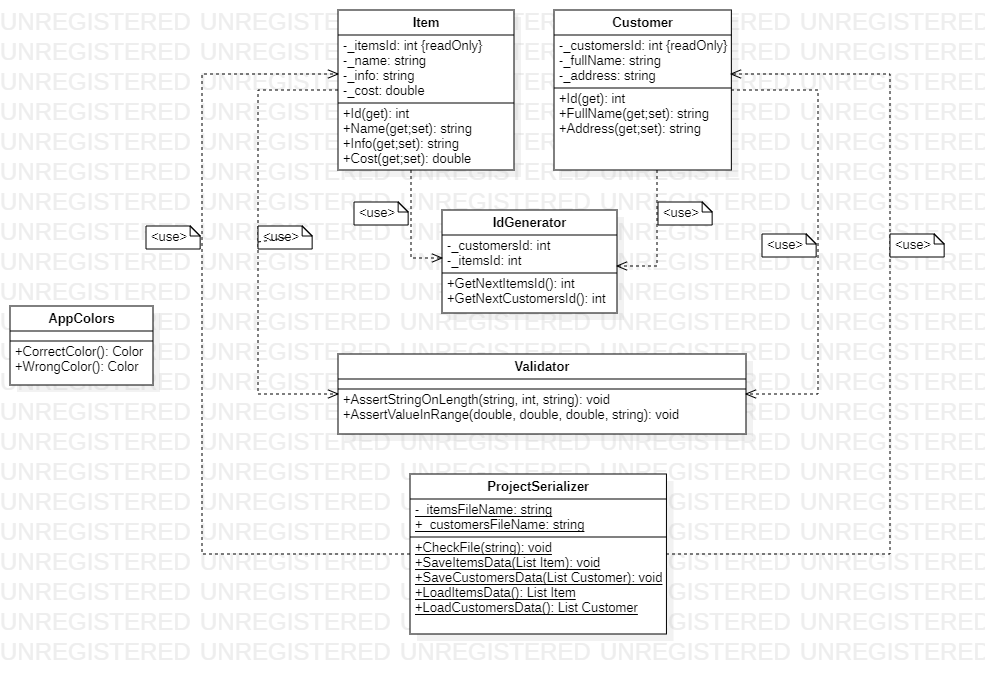 Item
-_itemsId: int {readOnly}
-_name: string
-_info: string
-_cost: double
+Id(get): int
+Name(get;set): string
+Info(get;set): string
+Cost(get;set): double
Customer
-_customersId: int {readOnly}
-_fullName: string
-_address: string
+Id(get): int
+FullName(get;set): string
+Address(get;set): string
<use>
<use>
<use>
<use>
<use>
<use>
IdGenerator
-_customersId: int
-_itemsId: int
+GetNextItemsId(): int
+GetNextCustomersId(): int
AppColors
+CorrectColor(): Color
+WrongColor(): Color
Validator
+AssertStringOnLength(string, int, string): void
+AssertValueInRange(double, double, double, string): void
ProjectSerializer
-_itemsFileName: string
+_customersFileName: string
+CheckFile(string): void
+SaveItemsData(List Item): void
+SaveCustomersData(List Customer): void
+LoadItemsData(): List Item
+LoadCustomersData(): List Customer
UNREGISTERED